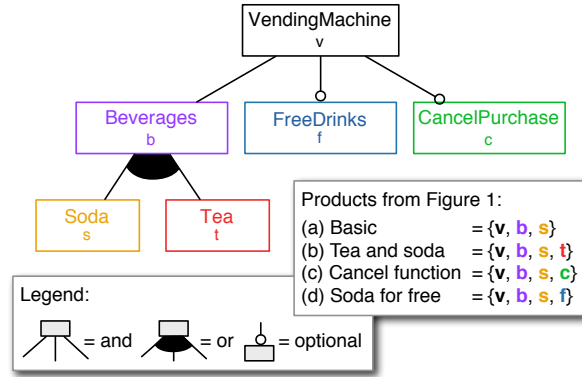 VendingMachine
v
Beverages
b
FreeDrinks
f
CancelPurchase
c
Soda
s
Tea
t
Products from Figure 1:
(a) Basic = {v, b, s}
(b) Tea and soda = {v, b, s, t}
(c) Cancel function = {v, b, s, c}
(d) Soda for free = {v, b, s, f}
Legend:
= and = or = optional